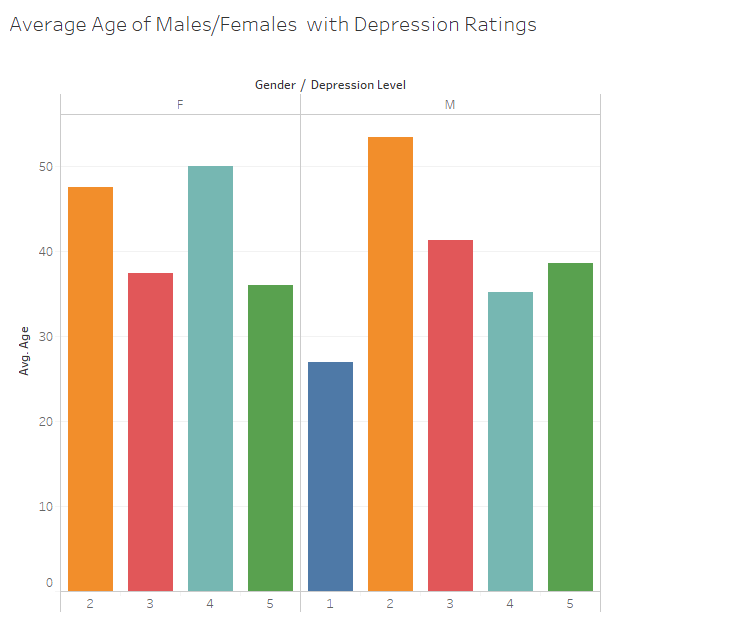 Average Age of Males/Females  with Depression Ratings
Gender / Depression Level
F M
50
40
30
20
10
0
Avg. Age
2 3 4 5 1 2 3 4 5